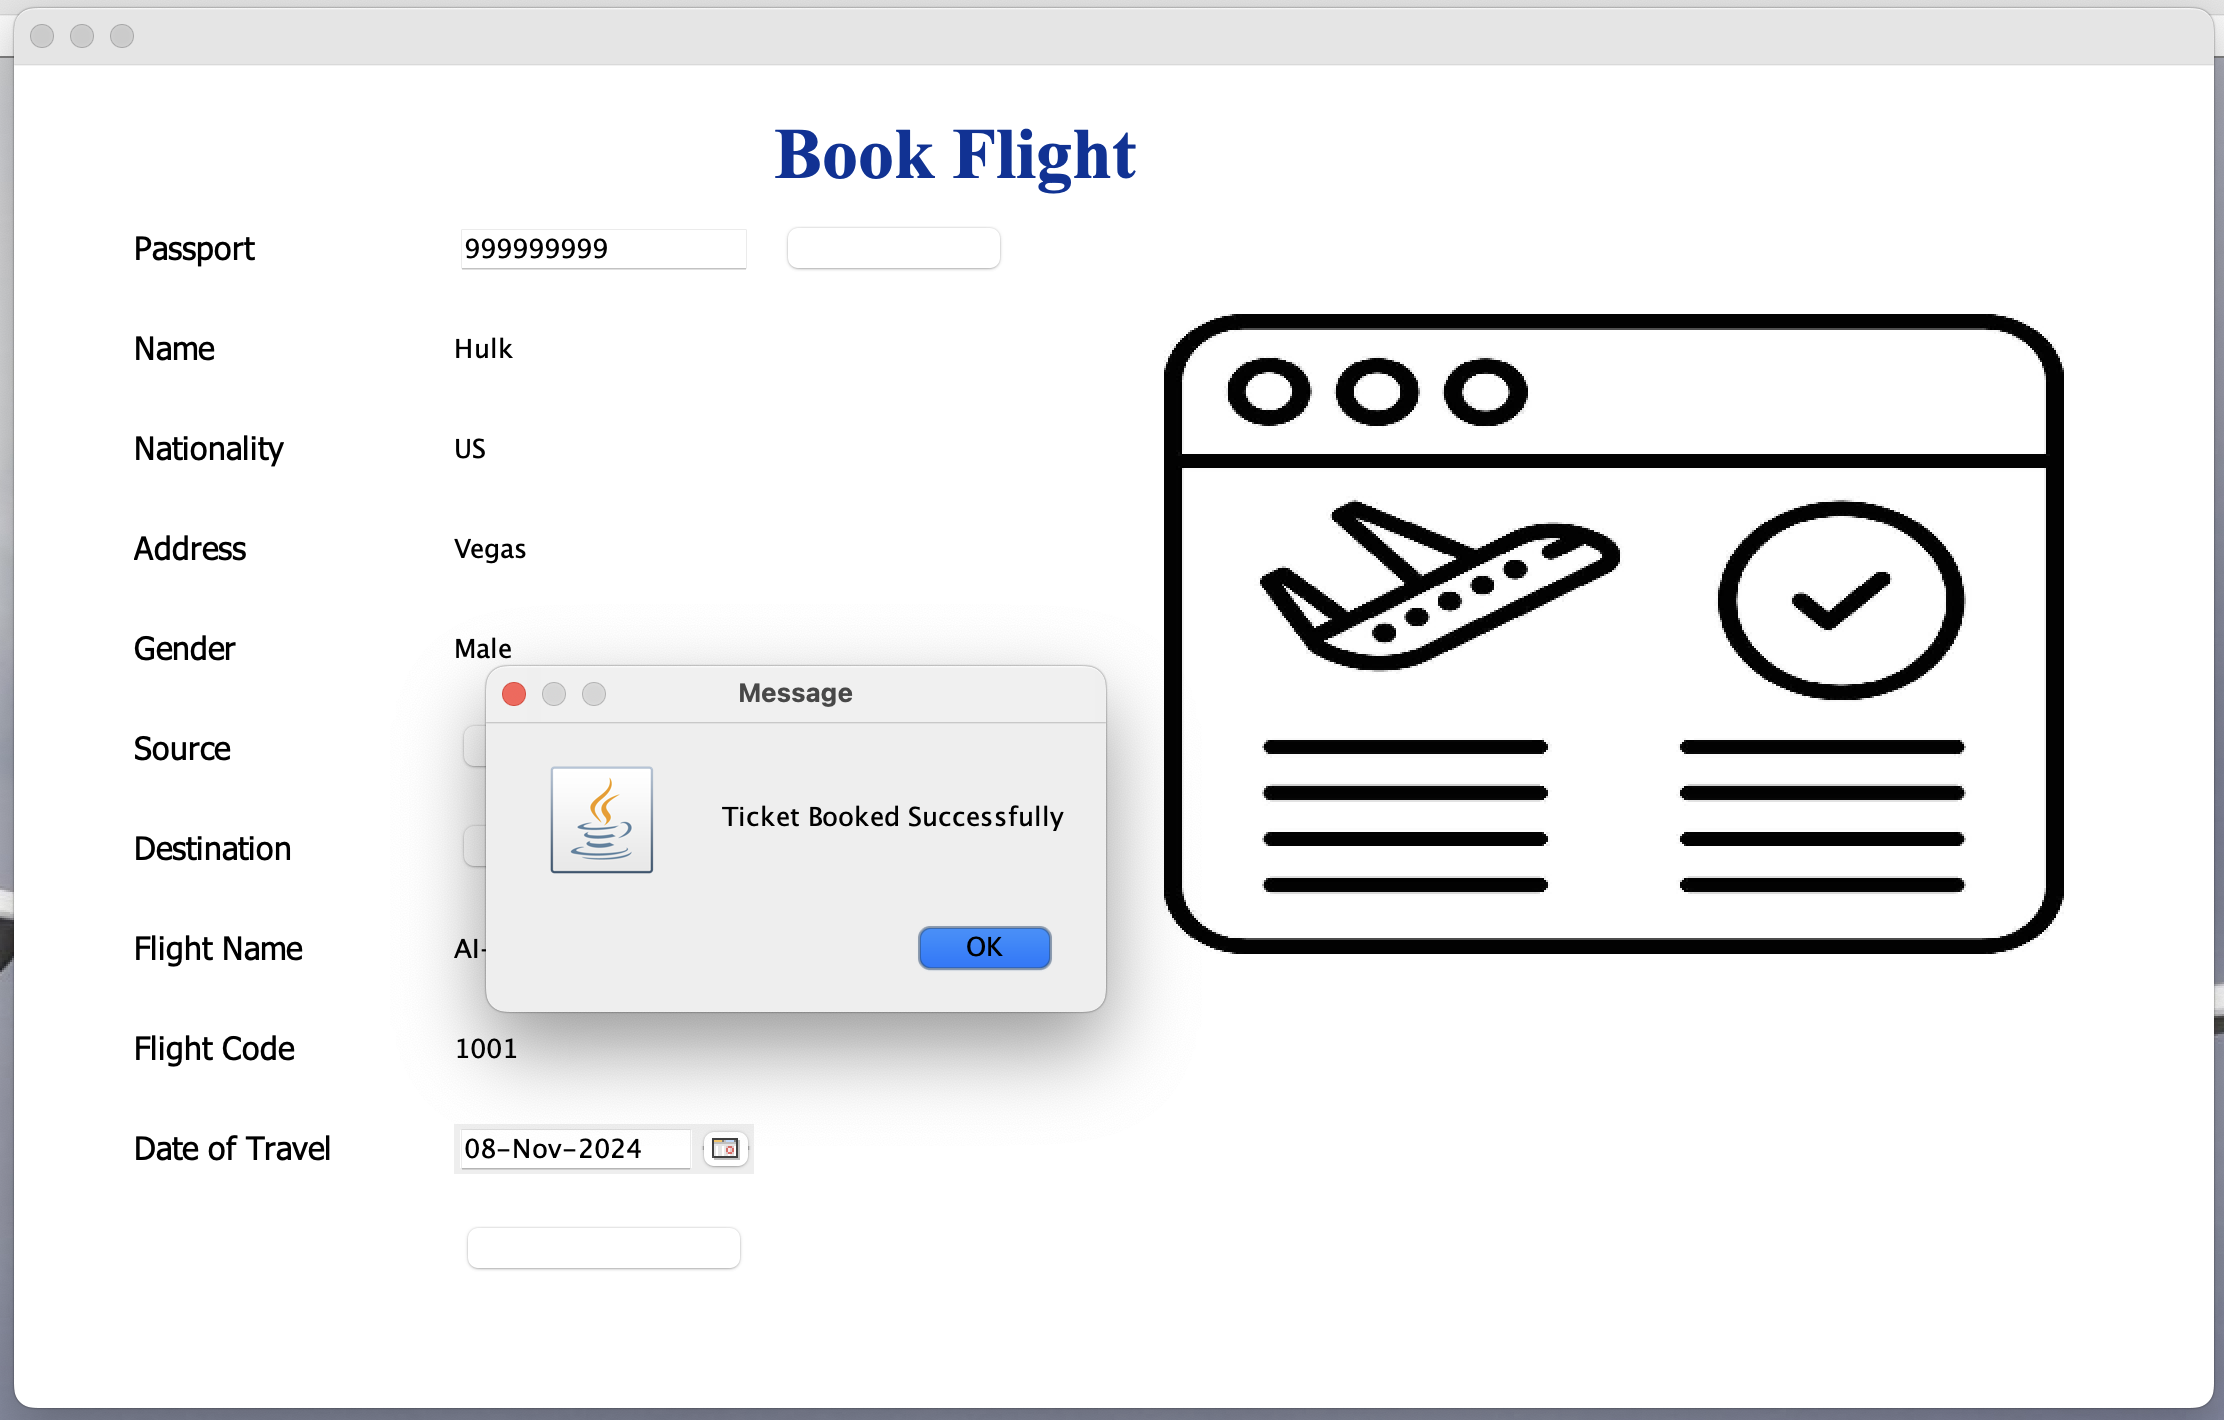 Book Flight
Passport 999999999
Name Hulk
Nationality US
Address Vegas
Gender Male
Message
Source
Ticket Booked Successfully
Destination
Flight Name AI-
OK
Flight Code 1001
Date of Travel 08-Nov-2024